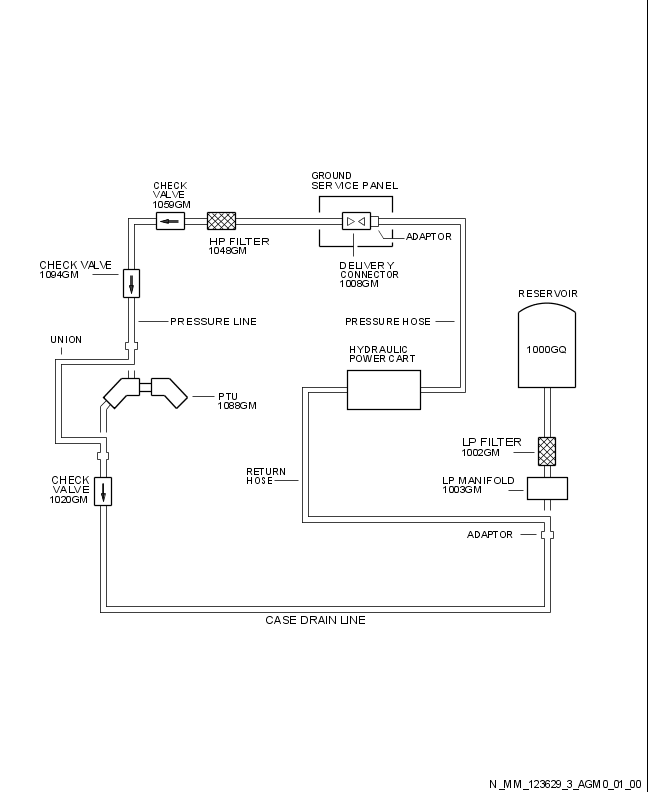 GROUND
SERVICE PANEL
CHECK
VALVE
1059GM
HP FILTER
1048GM
ADAPTOR
DELIVERY
CONNECTOR
1008GM
CHECK VALVE
1094GM
RESERVOIR
PRESSURE LINE
PRESSURE HOSE
UNION
HYDRAULIC
POWER CART
1000GQ
PTU
1088GM
LP FILTER
1002GM
RETURN
HOSE
CHECK
VALVE
1020GM
LP MANIFOLD
1003GM
ADAPTOR
CASE DRAIN LINE
N_MM_123629_3_AGM0_01_00